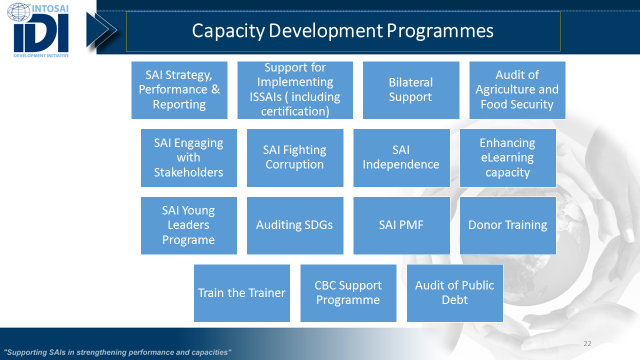 INTOSAI
IDI
DEVELOPMENT INITIATIVE
Capacity Development Programmes
SAI Strategy,
Performance &
Reporting
Support for
Implementing
ISSAIs ( including
certification)
Bilateral
Support
Audit of
Agriculture and
Food Security
SAI Engaging
with
Stakeholders
SAI Fighting
Corruption
SAI
Independence
Enhancing
eLearning
capacity
SAI Young
Leaders
Programe
Auditing SDGs
SAI PMF
Donor Training
Train the Trainer
CBC Support
Programme
Audit of Public
Debt
22
"Supporting SAIs in strengthening performance and capacities"